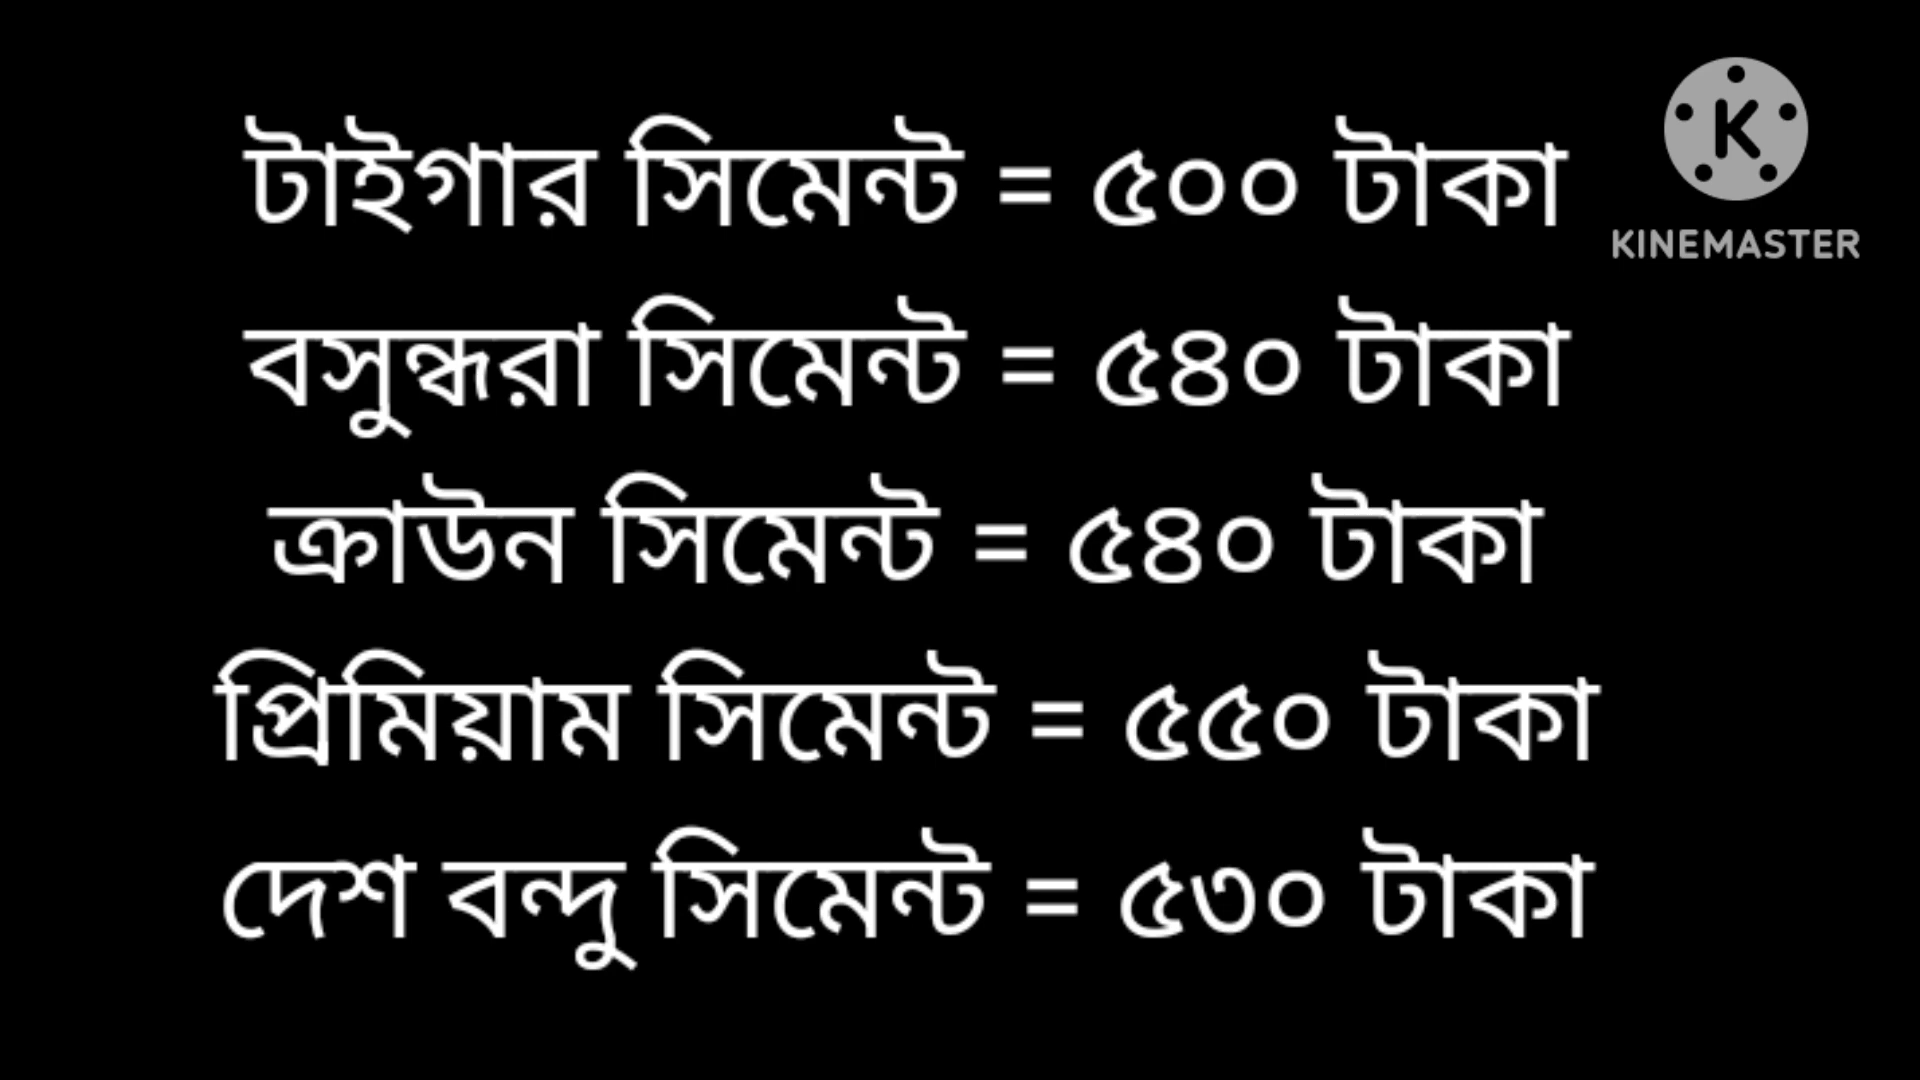 টাইগার সিমেন্ট = ৫০০ টাকা
KINEMASTER
বসুন্ধরা সিমেন্ট = ৫৪০ টাকা
ক্রাউন সিমেন্ট = ৫৪০ টাকা
প্রিমিয়াম সিমেন্ট = ৫৫০ টাকা
দেশ বন্দু সিমেন্ট = ৫৩০ টাকা